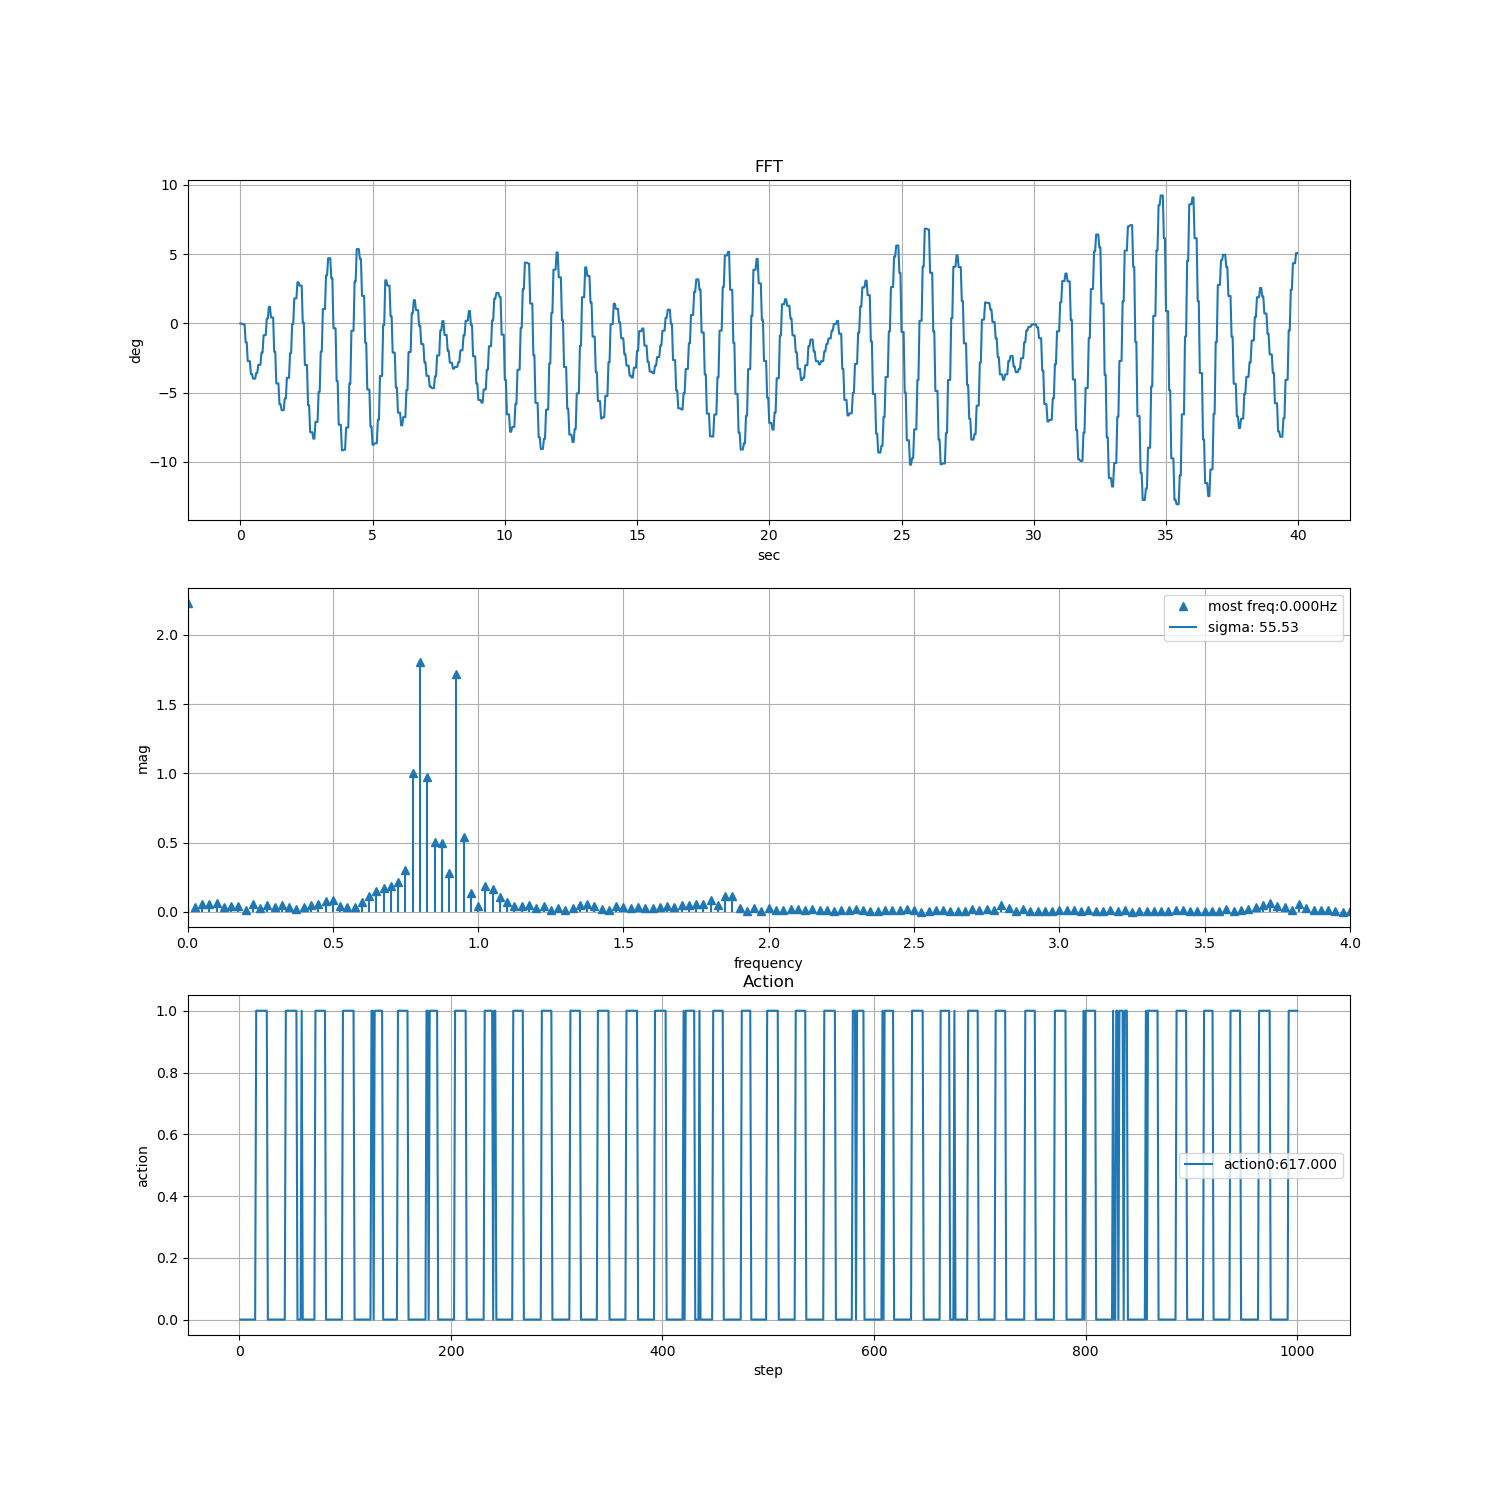 FFT
10
5
0
−5
−10
deg
0 5 10 15 20 25 30 35 40
sec
most freq:0.000Hz
sigma: 55.53
2.0
1.5
1.0
0.5
0.0
mag
0.0 0.5 1.0 1.5 2.0 2.5 3.0 3.5 4.0
frequency
Action
1.0
0.8
0.6
0.4
0.2
0.0
action
action0:617.000
0 200 400 600 800 1000
step